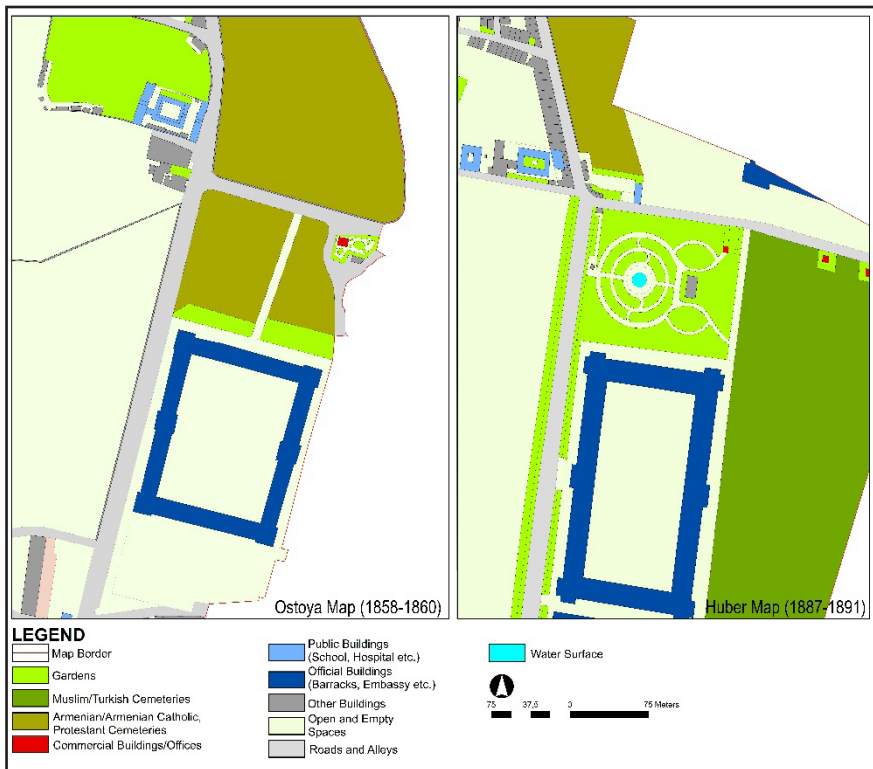 Ostoya Map (1858-1860)
Huber Map (1887-1891)
LEGEND
Map Border
Gardens
Muslim/Turkish Cemeteries
Armenian/Armenian Catholic,
Protestant Cemeteries
Commercial Buildings/Offices
Public Buildings
(School, Hospital etc.)
Official Buildings
(Barracks, Embassy etc.)
Other Buildings
Open and Empty
Spaces
Roads and Alleys
Water Surface
75 37,5 0 75 Meters